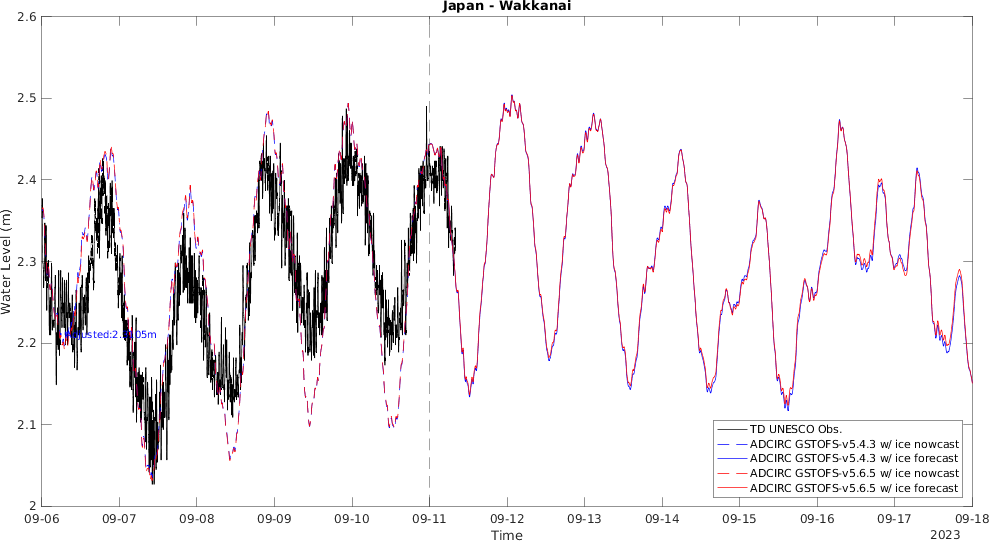 Japan - Wakkanai
Water Level (m)
2.6
2.5
2.4
2.3
2.2
2.1
2
09-06
09-07
09-08
09-09
09-10
09-11
09-12
09-13
09-14
09-15
09-16
09-17
09-18
2023
Time
TD UNESCO Obs.
ADCIRC GSTOFS-v5.4.3 w/ ice nowcast
ADCIRC GSTOFS-v5.4.3 w/ ice forecast
ADCIRC GSTOFS-v5.6.5 w/ ice nowcast
ADCIRC GSTOFS-v5.6.5 w/ ice forecast